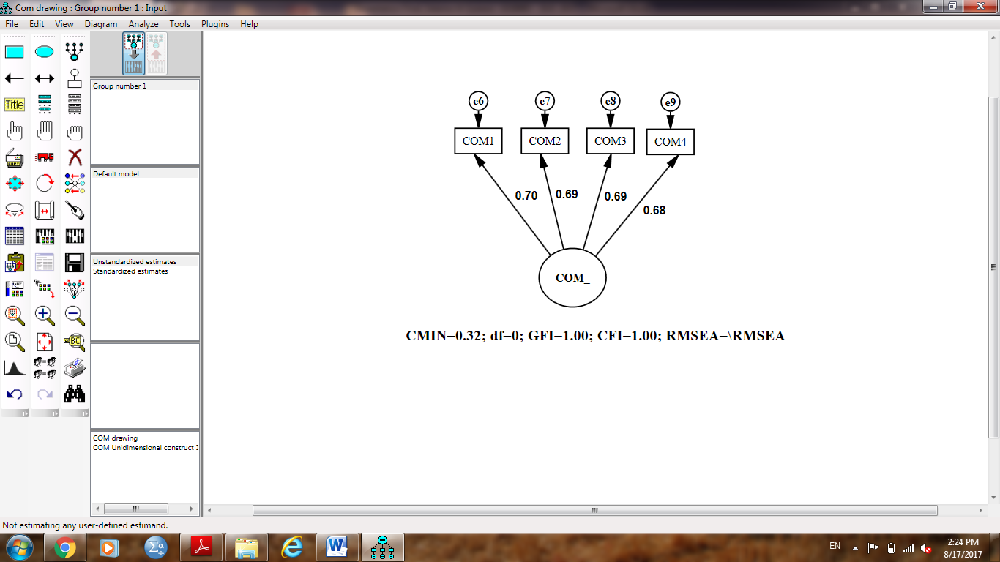 Com drawing : Group number 1 : Input
File Edit View Diagram Analyze Tools Plugins Help
Title
Group number 1
Default model
Unstandardized estimates
Standardized estimates
COM drawing
COM Unidimensional construct 1
e6 e7 e8 e9
COM1 COM2 COM3 COM4
0.70 0.69 0.69 0.68
COM_
CMIN=0.32; df=0; GFI=1.00; CFI=1.00; RMSEA=\RMSEA
Not estimating any user-defined estimand.
EN
2:24 PM
8/17/2017